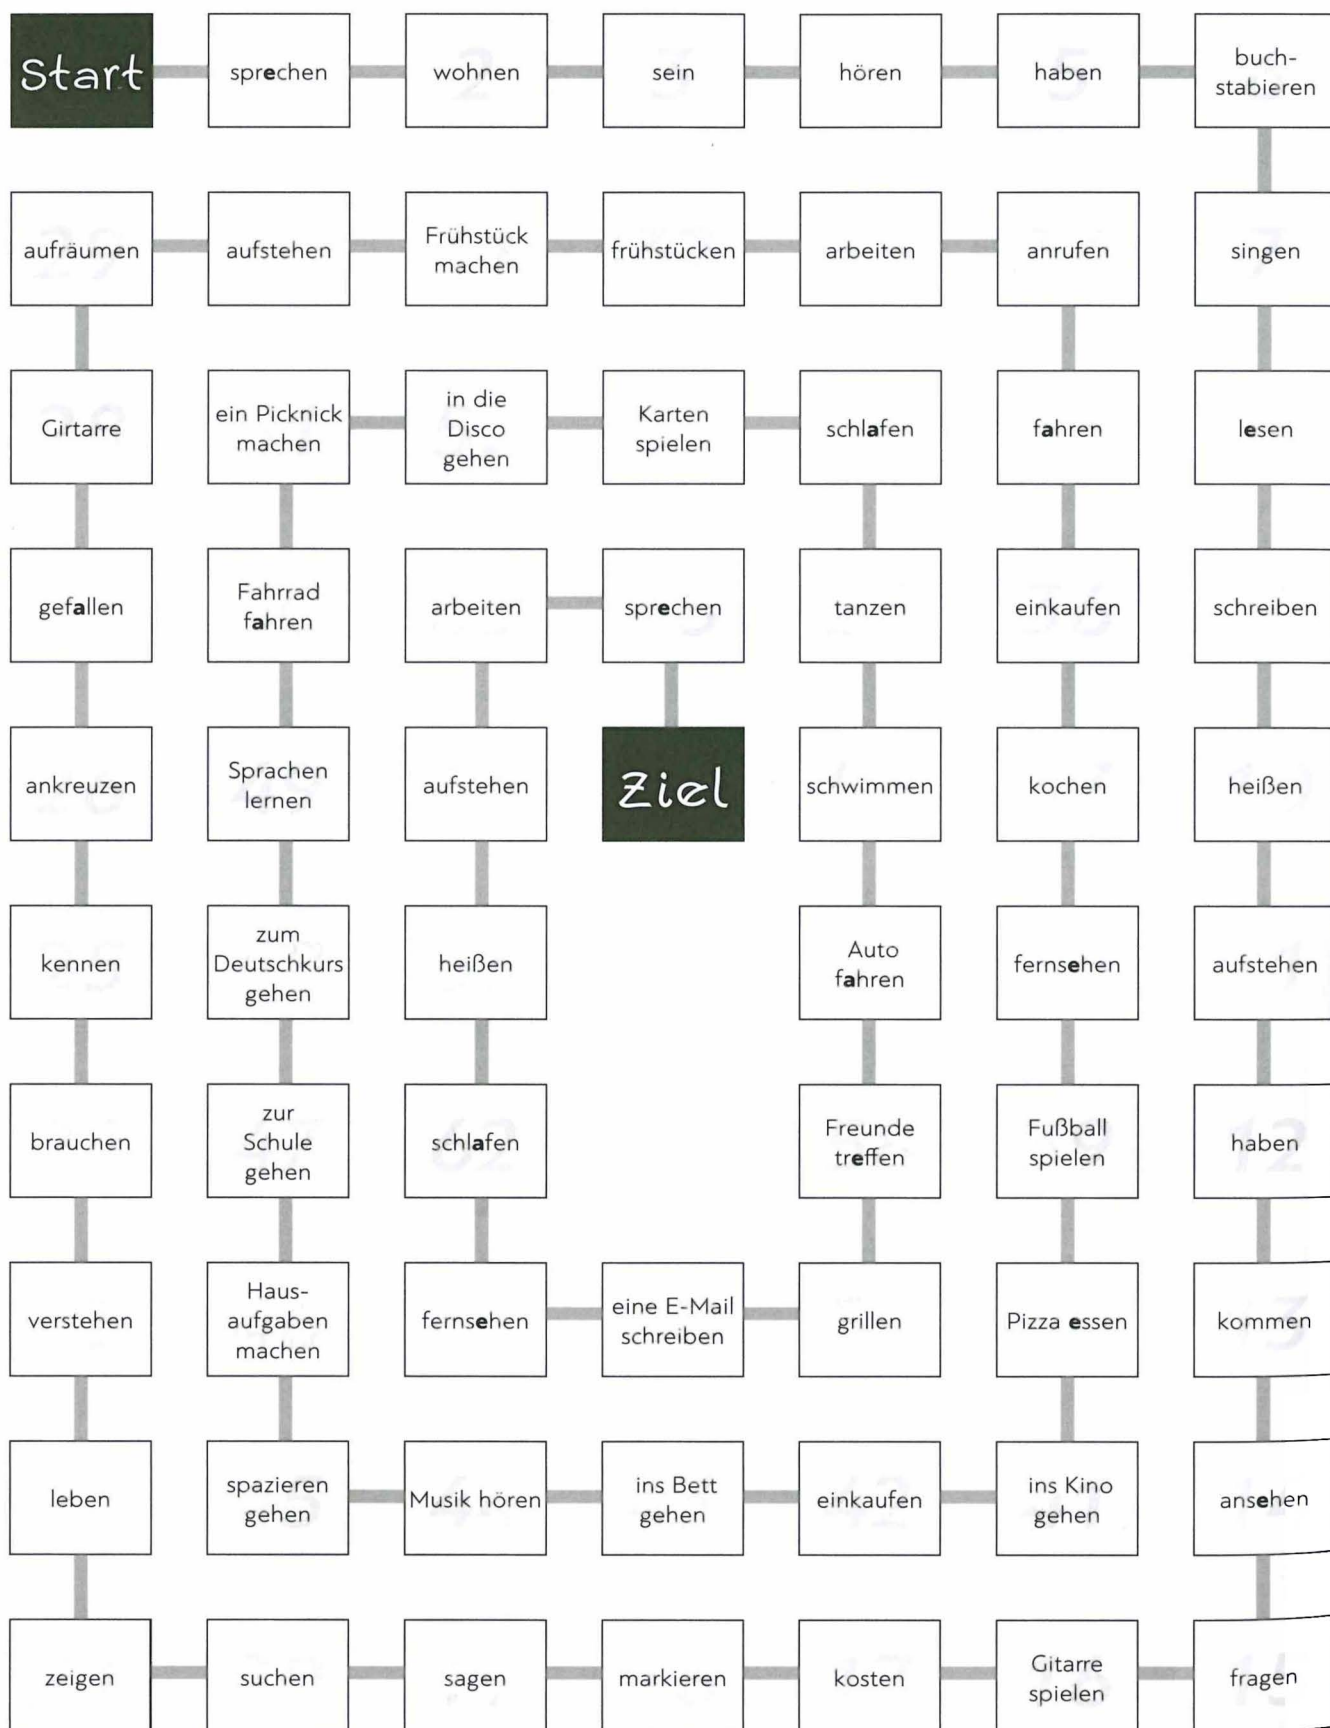 Start
sprechen
wohnen
sein
hören
haben
buch-
stabieren
aufräumen
aufstehen
Frühstück
machen
frühstücken
arbeiten
anrufen
singen
Girtarre
ein Picknick
machen
in die
Disco
gehen
Karten
spielen
schlafen
fahren
lesen
gefallen
Fahrrad
fahren
arbeiten
sprechen
tanzen
einkaufen
schreiben
ankreuzen
Sprachen
lernen
aufstehen
Ziel
schwimmen
kochen
heißen
kennen
zum
Deutschkurs
gehen
heißen
Auto
fahren
fernsehen
aufstehen
brauchen
zur
Schule
gehen
schlafen
Freunde
treffen
Fußball
spielen
haben
verstehen
Haus-
aufgaben
machen
fernsehen
eine E-Mail
schreiben
grillen
Pizza essen
kommen
leben
spazieren
gehen
Musik hören
ins Bett
gehen
einkaufen
ins Kino
gehen
ansehen
zeigen
suchen
sagen
markieren
kosten
Gitarre
spielen
fragen